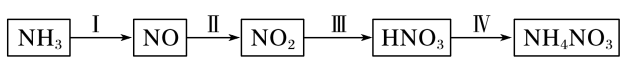 NH₃ Ⅰ NO Ⅱ NO₂ Ⅲ HNO₃ Ⅳ NH₄NO₃